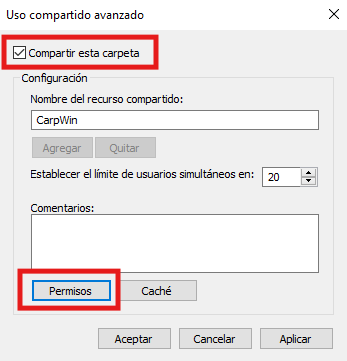 Uso compartido avanzado
Compartir esta carpeta
Configuración
Nombre del recurso compartido:
CarpWin
Agregar
Quitar
Establecer el límite de usuarios simultáneos en:
20
Comentarios:
Permisos
Caché
Aceptar
Cancelar
Aplicar